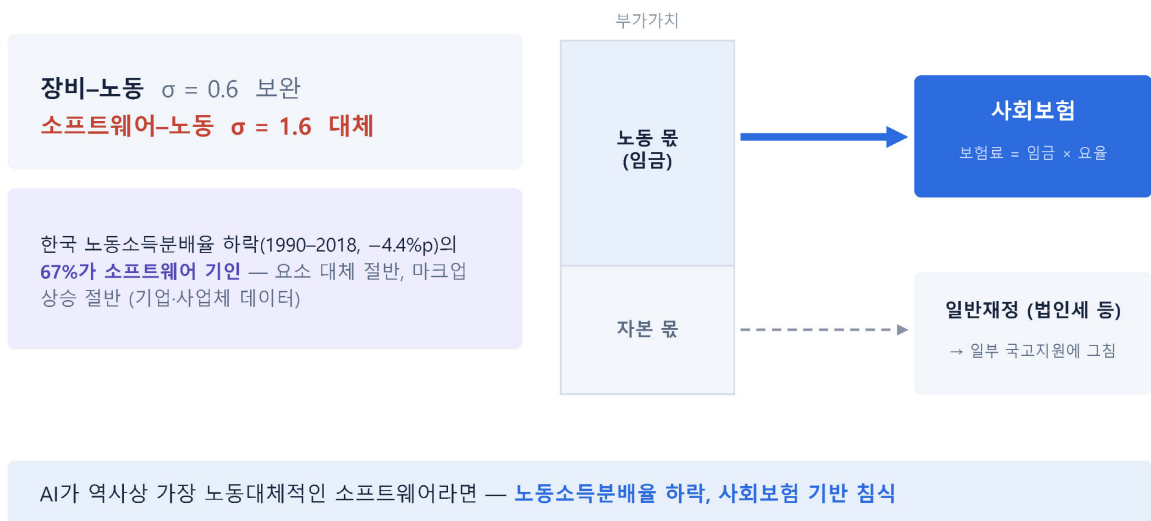 장비–노동 σ = 0.6 보완
소프트웨어–노동 σ = 1.6 대체
한국 노동소득분배율 하락(1990–2018, −4.4%p)의
67%가 소프트웨어 기인 — 요소 대체 절반, 마크업
상승 절반 (기업·사업체 데이터)
부가가치
노동 몫
(임금)
자본 몫
사회보험
보험료 = 임금 × 요율
일반재정 (법인세 등)
→ 일부 국고지원에 그침
AI가 역사상 가장 노동대체적인 소프트웨어라면 — 노동소득분배율 하락, 사회보험 기반 침식